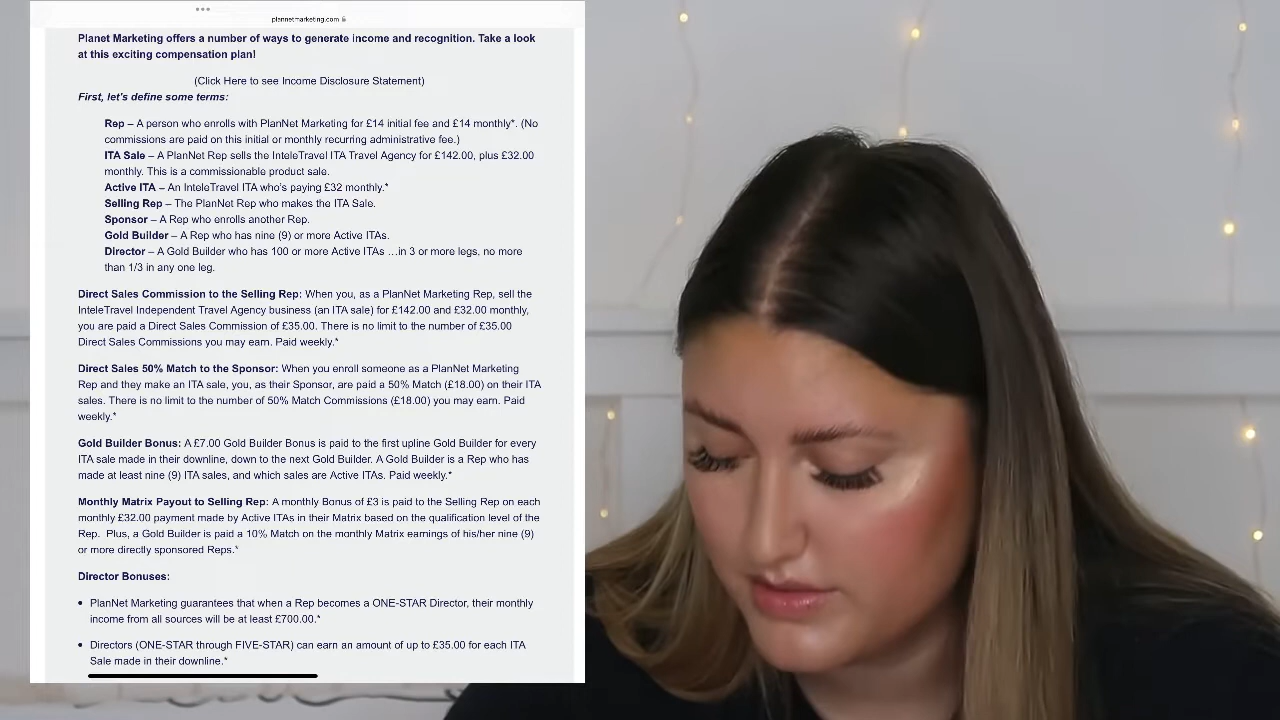 plannetmarketing.com
Planet Marketing offers a number of ways to generate income and recognition. Take a look
at this exciting compensation plan!
(Click Here to see Income Disclosure Statement)
First, let's define some terms:
Rep – A person who enrolls with PlanNet Marketing for £14 initial fee and £14 monthly*. (No
commissions are paid on this initial or monthly recurring administrative fee.)
ITA Sale – A PlanNet Rep sells the InteleTravel ITA Travel Agency for £142.00, plus £32.00
monthly. This is a commissionable product sale.
Active ITA – An InteleTravel ITA who's paying £32 monthly.*
Selling Rep – The PlanNet Rep who makes the ITA Sale.
Sponsor – A Rep who enrolls another Rep.
Gold Builder – A Rep who has nine (9) or more Active ITAs.
Director – A Gold Builder who has 100 or more Active ITAs …in 3 or more legs, no more
than 1/3 in any one leg.
Direct Sales Commission to the Selling Rep: When you, as a PlanNet Marketing Rep, sell the
InteleTravel Independent Travel Agency business (an ITA sale) for £142.00 and £32.00 monthly,
you are paid a Direct Sales Commission of £35.00. There is no limit to the number of £35.00
Direct Sales Commissions you may earn. Paid weekly.*
Direct Sales 50% Match to the Sponsor: When you enroll someone as a PlanNet Marketing
Rep and they make an ITA sale, you, as their Sponsor, are paid a 50% Match (£18.00) on their ITA
sales. There is no limit to the number of 50% Match Commissions (£18.00) you may earn. Paid
weekly.*
Gold Builder Bonus: A £7.00 Gold Builder Bonus is paid to the first upline Gold Builder for every
ITA sale made in their downline, down to the next Gold Builder. A Gold Builder is a Rep who has
made at least nine (9) ITA sales, and which sales are Active ITAs. Paid weekly.*
Monthly Matrix Payout to Selling Rep: A monthly Bonus of £3 is paid to the Selling Rep on each
monthly £32.00 payment made by Active ITAs in their Matrix based on the qualification level of the
Rep. Plus, a Gold Builder is paid a 10% Match on the monthly Matrix earnings of his/her nine (9)
or more directly sponsored Reps.*
Director Bonuses:
• PlanNet Marketing guarantees that when a Rep becomes a ONE-STAR Director, their monthly
income from all sources will be at least £700.00.*
• Directors (ONE-STAR through FIVE-STAR) can earn an amount of up to £35.00 for each ITA
Sale made in their downline.*